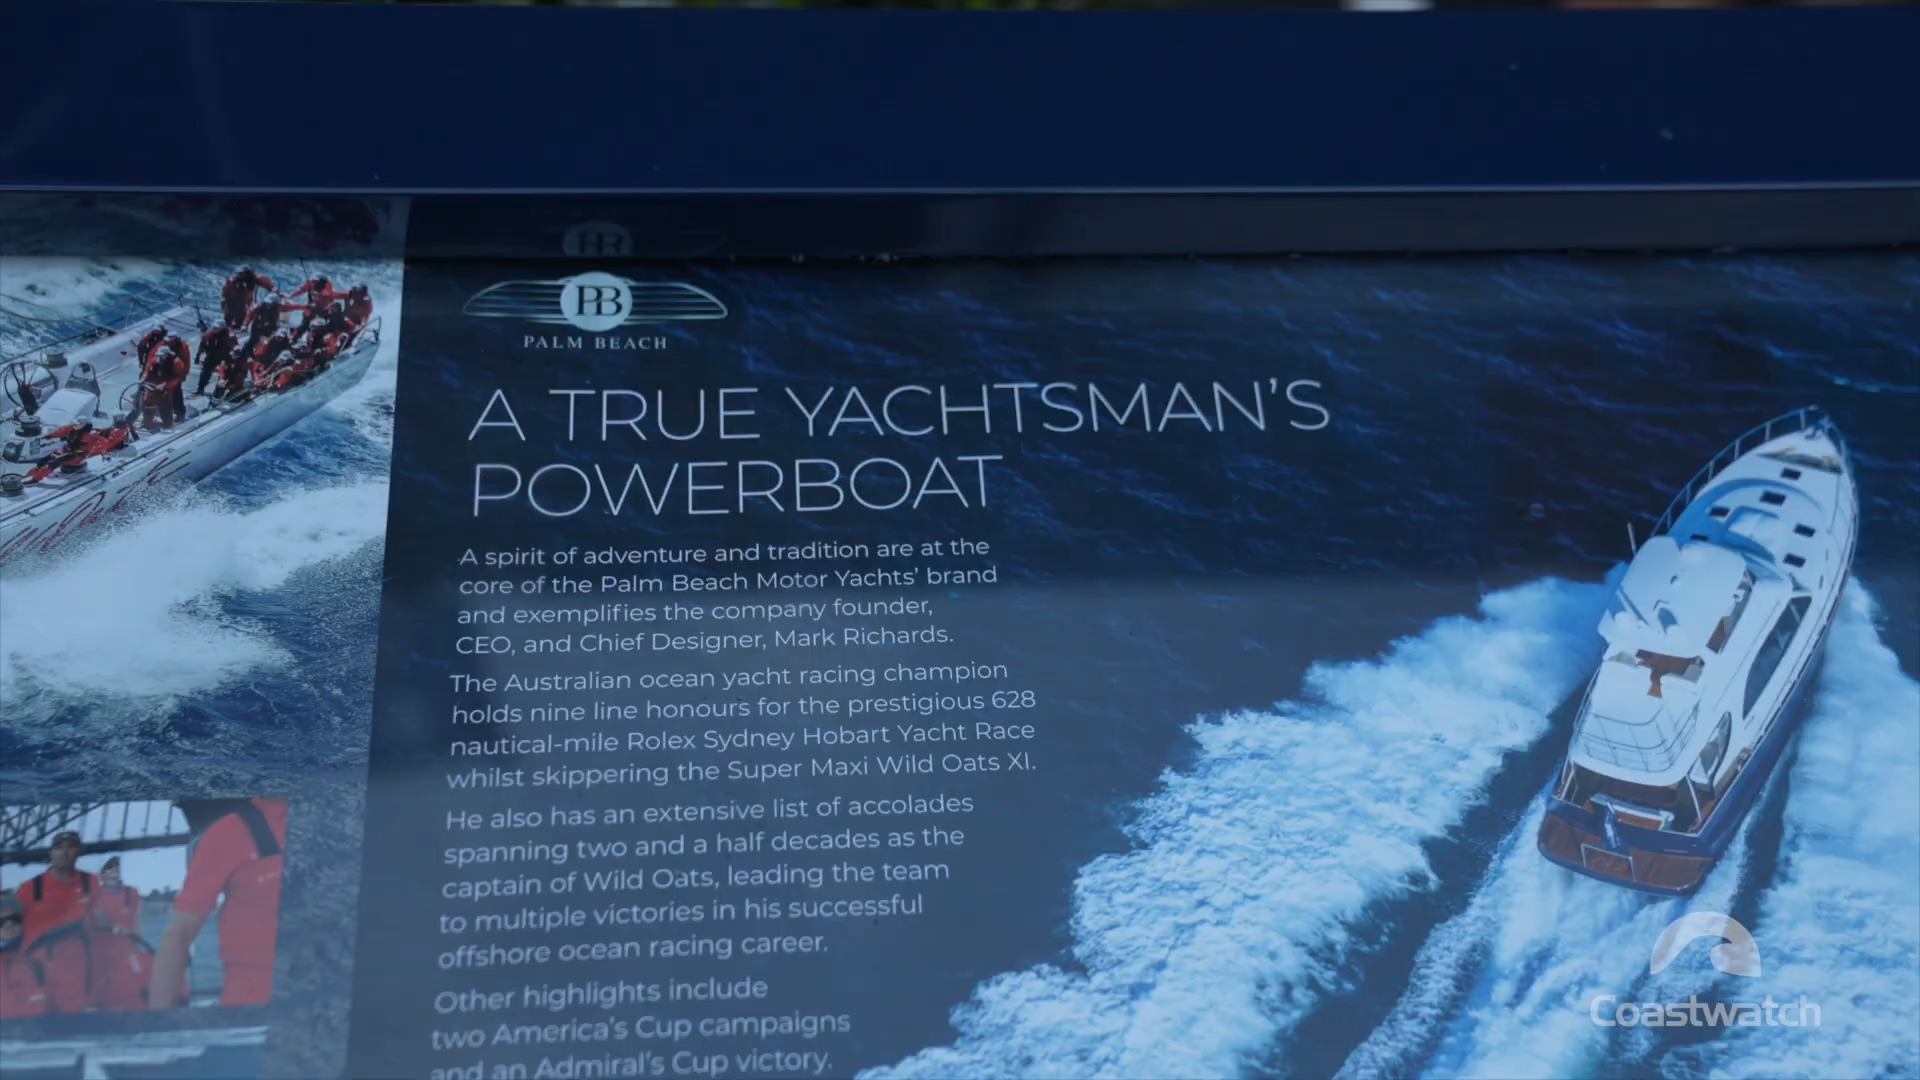 PB
PALM BEACH
A TRUE YACHTSMAN'S
POWERBOAT
A spirit of adventure and tradition are at the
core of the Palm Beach Motor Yachts' brand
and exemplifies the company founder,
CEO, and Chief Designer, Mark Richards.
The Australian ocean yacht racing champion
holds nine line honours for the prestigious 628
nautical-mile Rolex Sydney Hobart Yacht Race
whilst skippering the Super Maxi Wild Oats XI.
He also has an extensive list of accolades
spanning two and a half decades as the
captain of Wild Oats, leading the team
to multiple victories in his successful
offshore ocean racing career.
Other highlights include
two America's Cup campaigns
and an Admiral's Cup victory.
Coastwatch